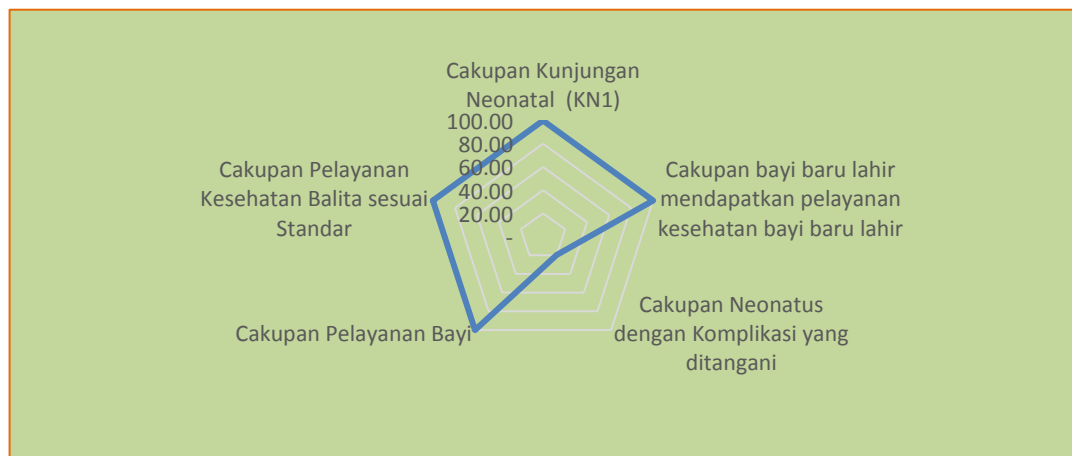 Cakupan Kunjungan
Neonatal (KN1)
100.00
80.00
60.00
40.00
20.00
-
Cakupan bayi baru lahir
mendapatkan pelayanan
kesehatan bayi baru lahir
Cakupan Neonatus
dengan Komplikasi yang
ditangani
Cakupan Pelayanan Bayi
Cakupan Pelayanan
Kesehatan Balita sesuai
Standar